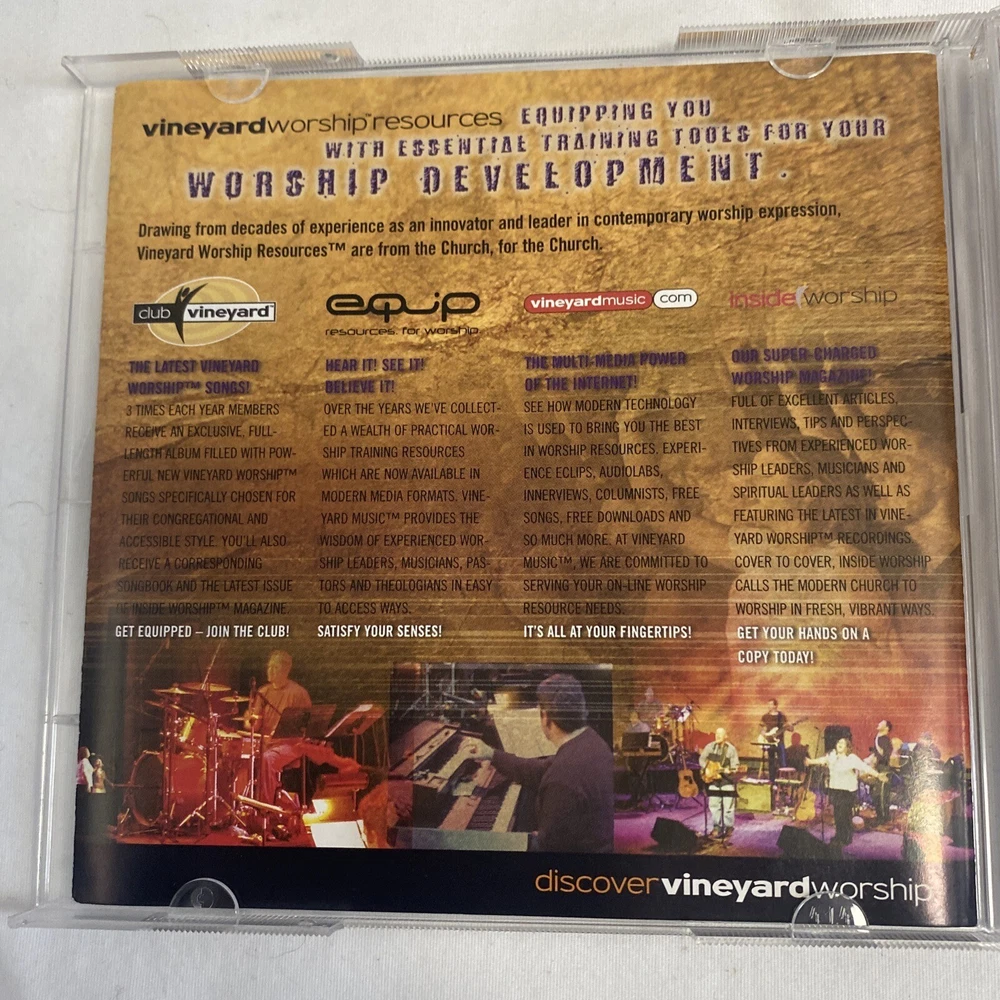 vineyardworship™resources EQUIPPING YOU
WITH ESSENTIAL TRAINING TOOLS FOR YOUR
WORSHIP DEVELOPMENT.
Drawing from decades of experience as an innovator and leader in contemporary worship expression,
Vineyard Worship Resources™ are from the Church, for the Church.
club vineyard™
THE LATEST VINEYARD
WORSHIP™ SONGS!
3 TIMES EACH YEAR MEMBERS
RECEIVE AN EXCLUSIVE, FULL-
LENGTH ALBUM FILLED WITH POW-
ERFUL NEW VINEYARD WORSHIP™
SONGS SPECIFICALLY CHOSEN FOR
THEIR CONGREGATIONAL AND
ACCESSIBLE STYLE. YOU'LL ALSO
RECEIVE A CORRESPONDING
SONGBOOK AND THE LATEST ISSUE
OF INSIDE WORSHIP™ MAGAZINE.
GET EQUIPPED – JOIN THE CLUB!
equip
resources. for worship.
HEAR IT! SEE IT!
BELIEVE IT!
OVER THE YEARS WE'VE COLLECT-
ED A WEALTH OF PRACTICAL WOR-
SHIP TRAINING RESOURCES
WHICH ARE NOW AVAILABLE IN
MODERN MEDIA FORMATS. VINE-
YARD MUSIC™ PROVIDES THE
WISDOM OF EXPERIENCED WOR-
SHIP LEADERS, MUSICIANS, PAS-
TORS AND THEOLOGIANS IN EASY
TO ACCESS WAYS.
SATISFY YOUR SENSES!
vineyardmusic com
THE MULTI-MEDIA POWER
OF THE INTERNET!
SEE HOW MODERN TECHNOLOGY
IS USED TO BRING YOU THE BEST
IN WORSHIP RESOURCES. EXPERI-
ENCE ECLIPS, AUDIOLABS,
INNERVIEWS, COLUMNISTS, FREE
SONGS, FREE DOWNLOADS AND
SO MUCH MORE. AT VINEYARD
MUSIC™, WE ARE COMMITTED TO
SERVING YOUR ON-LINE WORSHIP
RESOURCE NEEDS.
IT'S ALL AT YOUR FINGERTIPS!
inside worship
OUR SUPER-CHARGED
WORSHIP MAGAZINE!
FULL OF EXCELLENT ARTICLES,
INTERVIEWS, TIPS AND PERSPEC-
TIVES FROM EXPERIENCED WOR-
SHIP LEADERS, MUSICIANS AND
SPIRITUAL LEADERS AS WELL AS
FEATURING THE LATEST IN VINE-
YARD WORSHIP™ RECORDINGS.
COVER TO COVER, INSIDE WORSHIP
CALLS THE MODERN CHURCH TO
WORSHIP IN FRESH, VIBRANT WAYS.
GET YOUR HANDS ON A
COPY TODAY!
discovervineyardworship